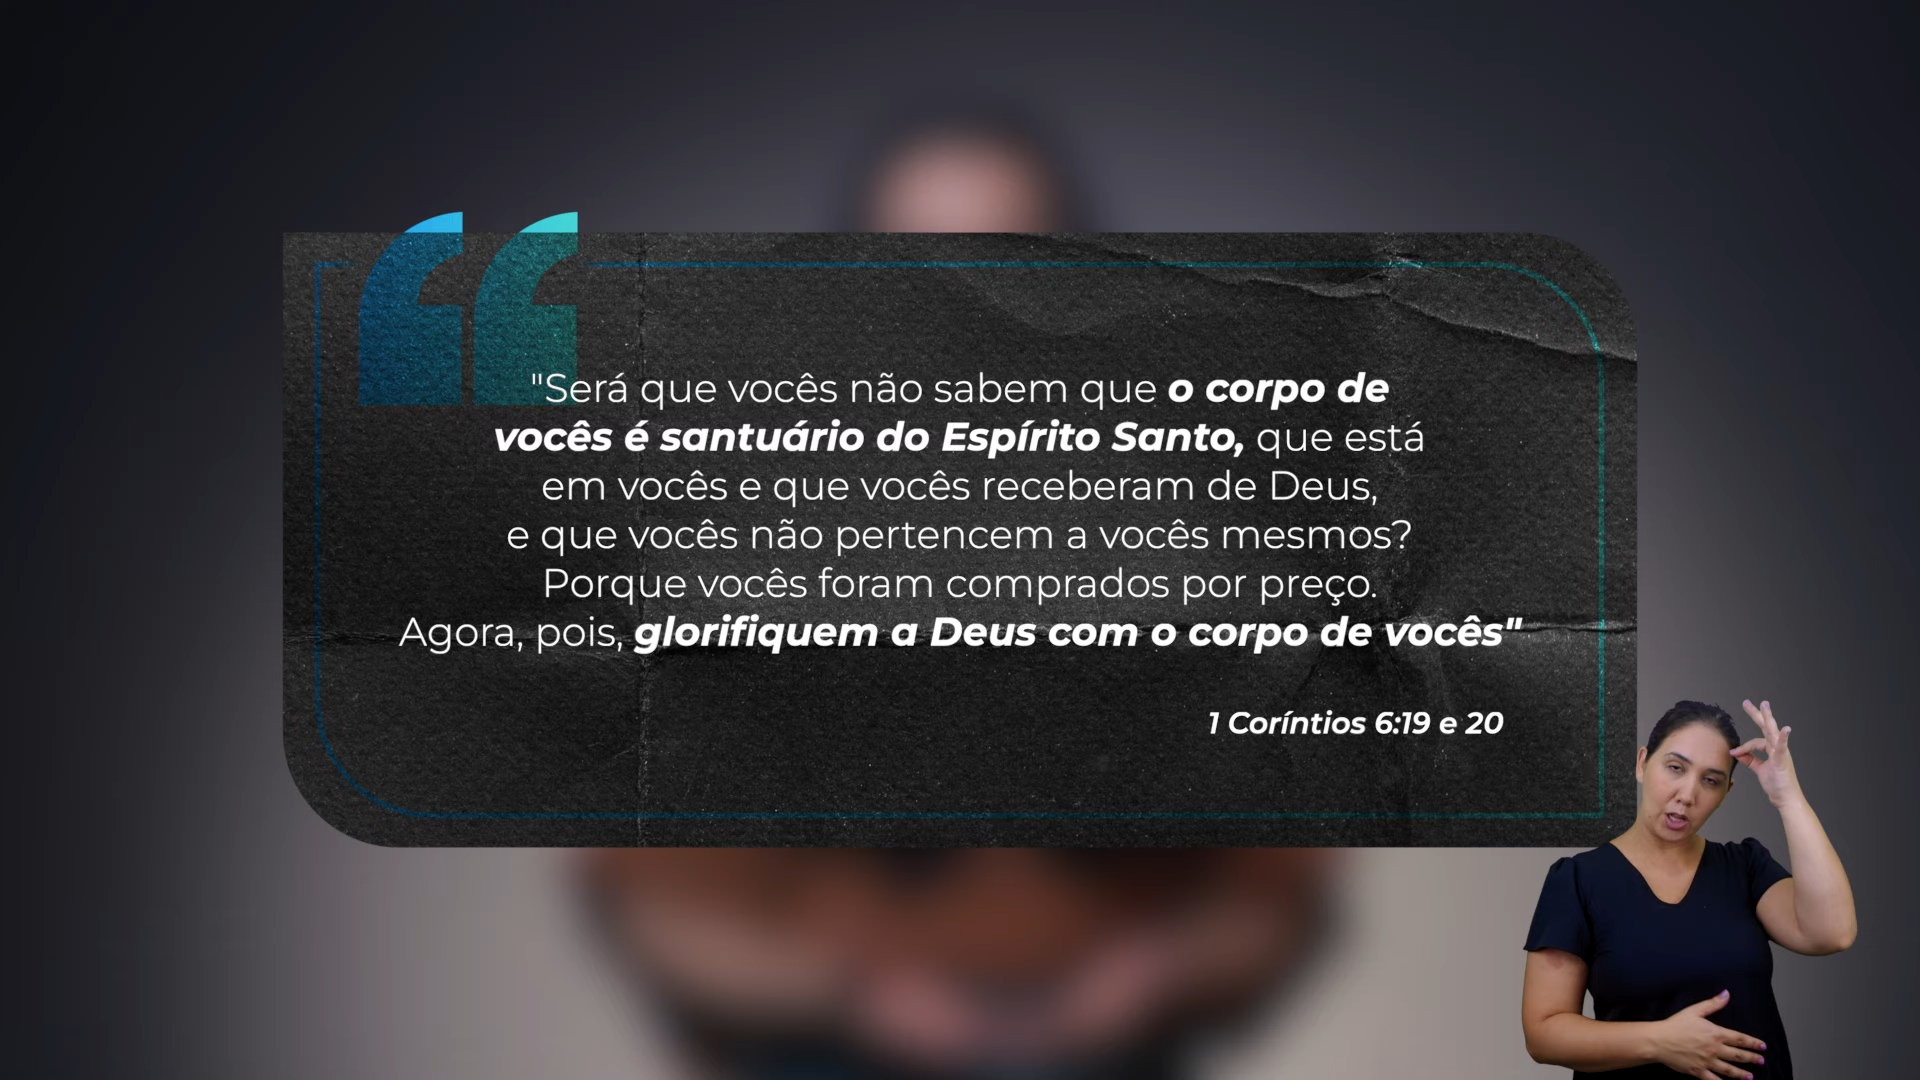 "Será que vocês não sabem que o corpo de
vocês é santuário do Espírito Santo, que está
em vocês e que vocês receberam de Deus,
e que vocês não pertencem a vocês mesmos?
Porque vocês foram comprados por preço.
Agora, pois, glorifiquem a Deus com o corpo de vocês"
1 Coríntios 6:19 e 20